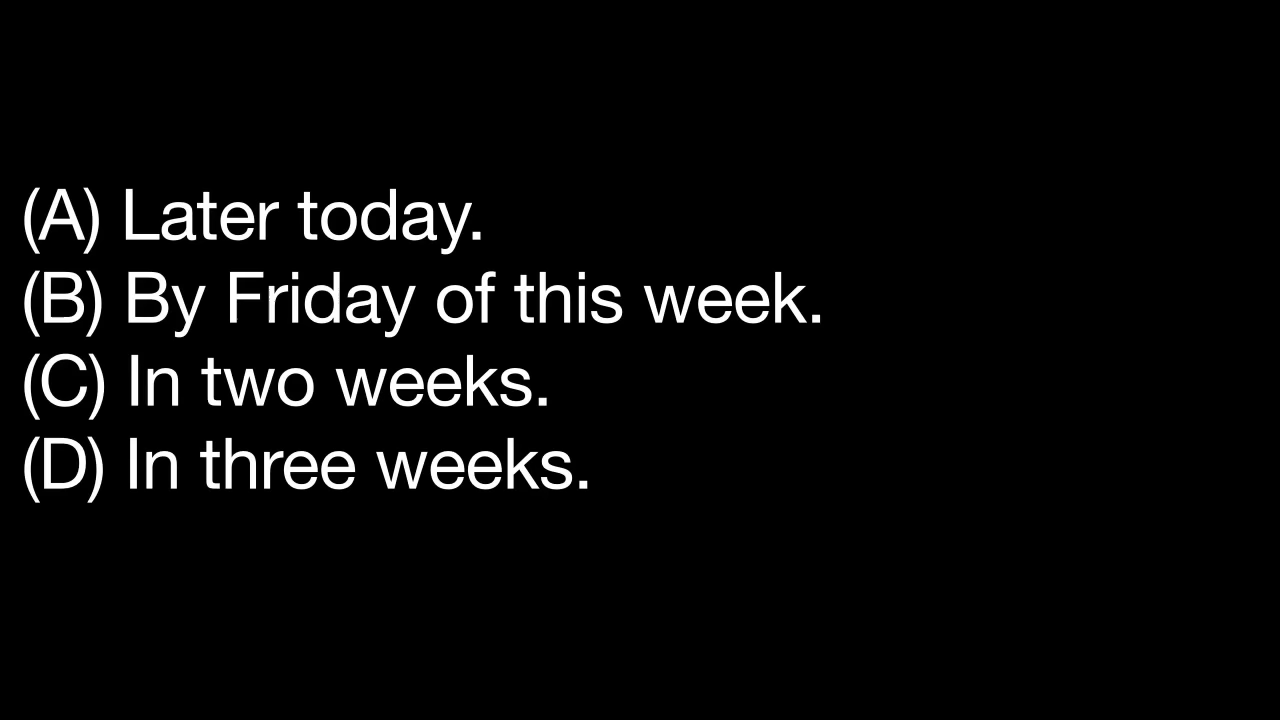 (A) Later today.
(B) By Friday of this week.
(C) In two weeks.
(D) In three weeks.